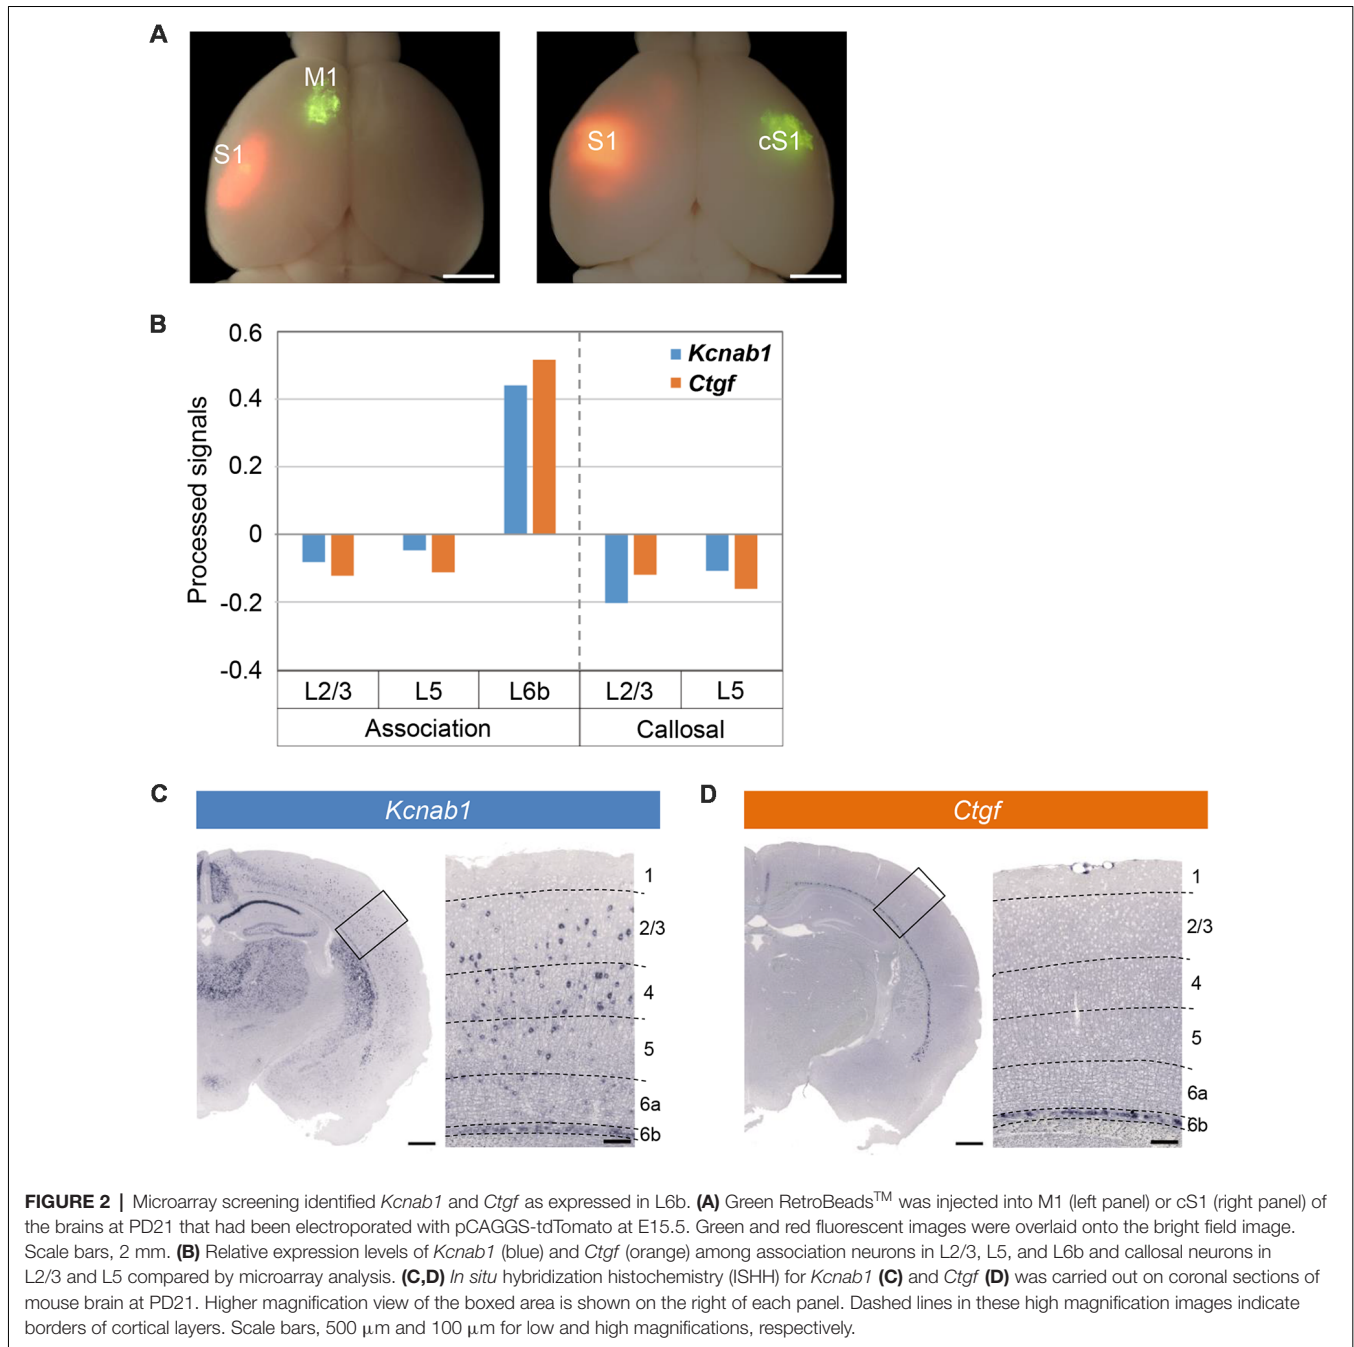 A
M1
S1
S1
cS1
B
0.6
0.4
0.2
0
-0.2
-0.4
Processed signals
Kcnab1
Ctgf
L2/3 L5 L6b L2/3 L5
Association Callosal
C
Kcnab1
1
2/3
4
5
6a
6b
D
Ctgf
1
2/3
4
5
6a
6b
FIGURE 2 | Microarray screening identified Kcnab1 and Ctgf as expressed in L6b. (A) Green RetroBeads™ was injected into M1 (left panel) or cS1 (right panel) of
the brains at PD21 that had been electroporated with pCAGGS-tdTomato at E15.5. Green and red fluorescent images were overlaid onto the bright field image.
Scale bars, 2 mm. (B) Relative expression levels of Kcnab1 (blue) and Ctgf (orange) among association neurons in L2/3, L5, and L6b and callosal neurons in
L2/3 and L5 compared by microarray analysis. (C,D) In situ hybridization histochemistry (ISHH) for Kcnab1 (C) and Ctgf (D) was carried out on coronal sections of
mouse brain at PD21. Higher magnification view of the boxed area is shown on the right of each panel. Dashed lines in these high magnification images indicate
borders of cortical layers. Scale bars, 500 μm and 100 μm for low and high magnifications, respectively.